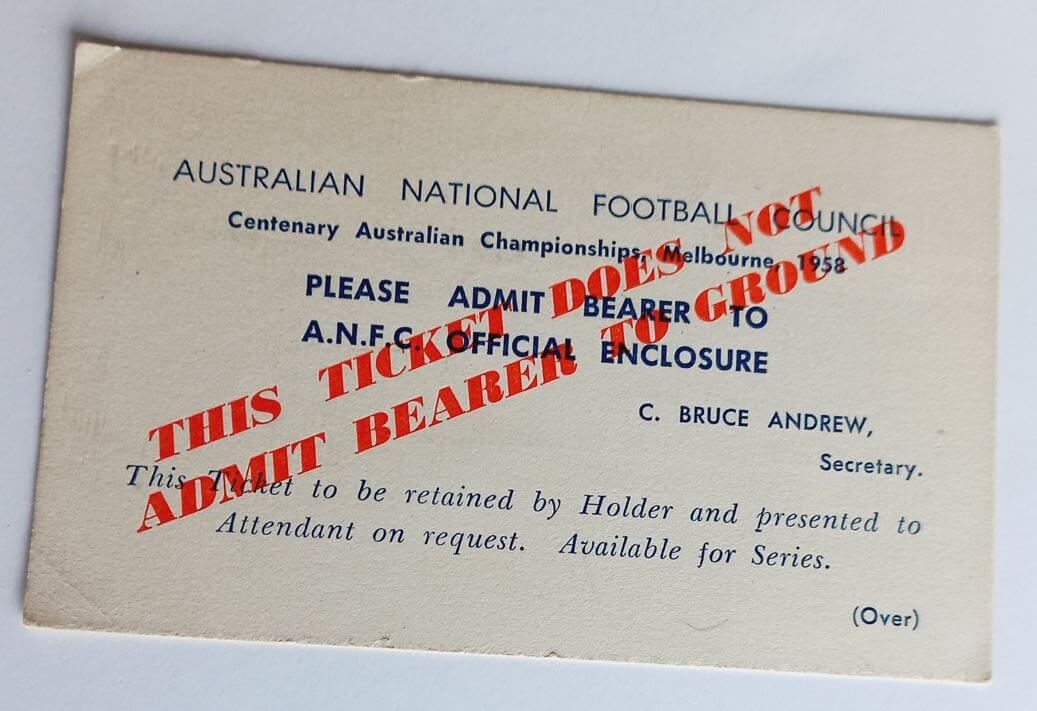 AUSTRALIAN NATIONAL FOOTBALL COUNCIL
Centenary Australian Championships, Melbourne, 1958
PLEASE ADMIT BEARER TO
A.N.F.C. OFFICIAL ENCLOSURE
THIS TICKET DOES NOT
ADMIT BEARER TO GROUND
C. BRUCE ANDREW,
Secretary.
This Ticket to be retained by Holder and presented to
Attendant on request. Available for Series.
(Over)